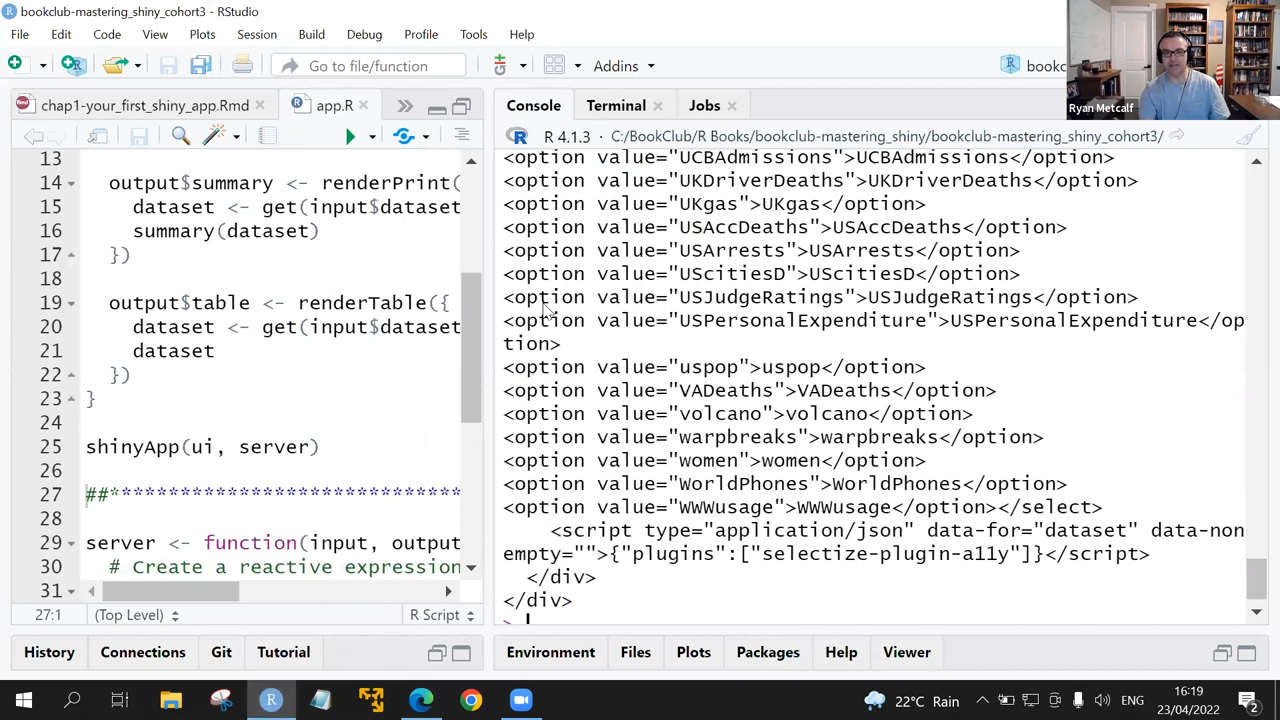 bookclub-mastering_shiny_cohort3 - RStudio
File Edit Code View Plots Session Build Debug Profile Tools Help
Go to file/function
Addins
bookc
Ryan Metcalf
chap1-your_first_shiny_app.Rmd
app.R
13
14 output$summary <- renderPrint(
15 dataset <- get(input$dataset
16 summary(dataset)
17 })
18
19 output$table <- renderTable({
20 dataset <- get(input$dataset
21 dataset
22 })
23 }
24
25 shinyApp(ui, server)
26
27 ##*******************************
28
29 server <- function(input, output
30 # Create a reactive expression
31
27:1 (Top Level) R Script
Console Terminal Jobs
R 4.1.3 · C:/BookClub/R Books/bookclub-mastering_shiny/bookclub-mastering_shiny_cohort3/
<option value="UCBAdmissions">UCBAdmissions</option>
<option value="UKDriverDeaths">UKDriverDeaths</option>
<option value="UKgas">UKgas</option>
<option value="USAccDeaths">USAccDeaths</option>
<option value="USArrests">USArrests</option>
<option value="UScitiesD">UScitiesD</option>
<option value="USJudgeRatings">USJudgeRatings</option>
<option value="USPersonalExpenditure">USPersonalExpenditure</op
tion>
<option value="uspop">uspop</option>
<option value="VADeaths">VADeaths</option>
<option value="volcano">volcano</option>
<option value="warpbreaks">warpbreaks</option>
<option value="women">women</option>
<option value="WorldPhones">WorldPhones</option>
<option value="WWWusage">WWWusage</option></select>
<script type="application/json" data-for="dataset" data-non
empty="">{"plugins":["selectize-plugin-a11y"]}</script>
</div>
</div>
>
History Connections Git Tutorial
Environment Files Plots Packages Help Viewer
22°C Rain
ENG
16:19
23/04/2022
2